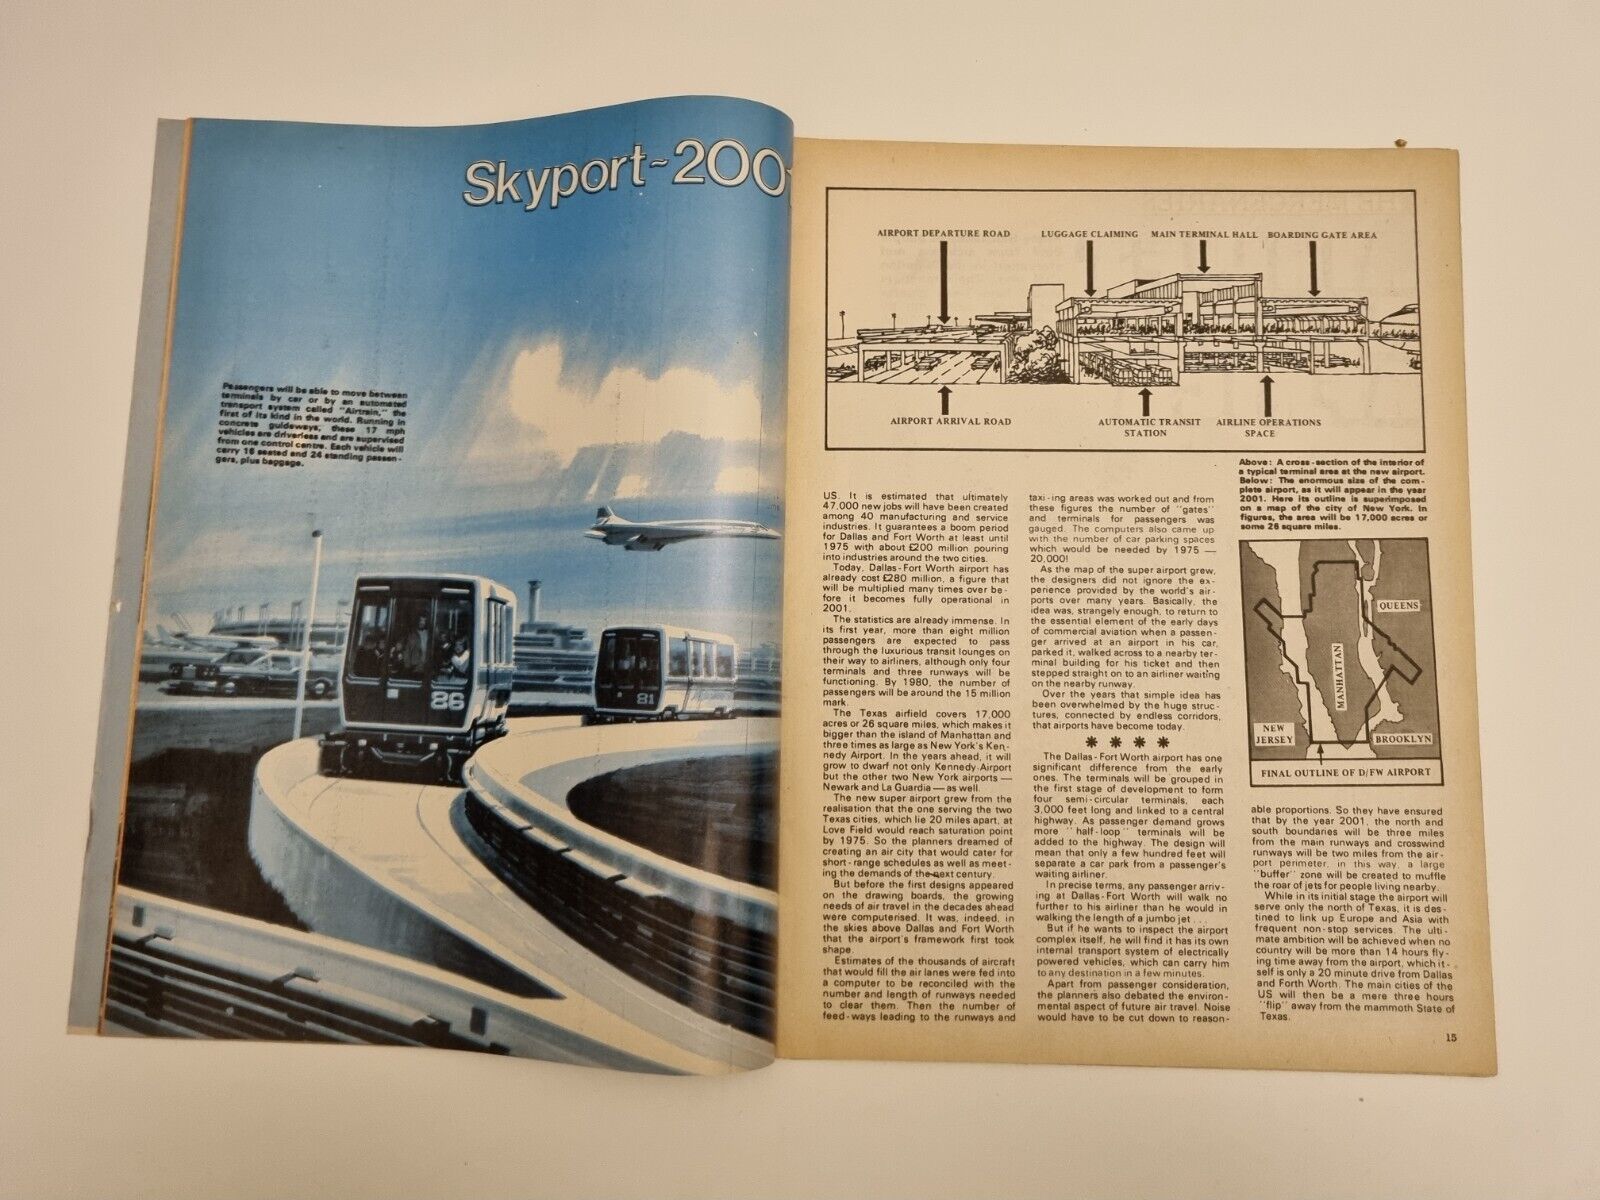 Skyport-200
Passengers will be able to move between
terminals by car or by an automated
transport system called "Airtrain," the
first of its kind in the world. Running in
concrete guideways, these 17 mph
vehicles are driverless and are supervised
from one control centre. Each vehicle will
carry 16 seated and 24 standing passen-
gers, plus baggage.
86
81
AIRPORT DEPARTURE ROAD
LUGGAGE CLAIMING
MAIN TERMINAL HALL
BOARDING GATE AREA
AIRPORT ARRIVAL ROAD
AUTOMATIC TRANSIT
STATION
AIRLINE OPERATIONS
SPACE
US. It is estimated that ultimately
47,000 new jobs will have been created
among 40 manufacturing and service
industries. It guarantees a boom period
for Dallas and Fort Worth at least until
1975 with about £200 million pouring
into industries around the two cities.
Today, Dallas-Fort Worth airport has
already cost £280 million, a figure that
will be multiplied many times over be-
fore it becomes fully operational in
2001.
The statistics are already immense. In
its first year, more than eight million
passengers are expected to pass
through the luxurious transit lounges on
their way to airliners, although only four
terminals and three runways will be
functioning. By 1980, the number of
passengers will be around the 15 million
mark.
The Texas airfield covers 17,000
acres or 26 square miles, which makes it
bigger than the island of Manhattan and
three times as large as New York's Ken-
nedy Airport. In the years ahead, it will
grow to dwarf not only Kennedy Airport
but the other two New York airports —
Newark and La Guardia — as well.
The new super airport grew from the
realisation that the one serving the two
Texas cities, which lie 20 miles apart, at
Love Field would reach saturation point
by 1975. So the planners dreamed of
creating an air city that would cater for
short-range schedules as well as meet-
ing the demands of the next century.
But before the first designs appeared
on the drawing boards, the growing
needs of air travel in the decades ahead
were computerised. It was, indeed, in
the skies above Dallas and Fort Worth
that the airport's framework first took
shape.
Estimates of the thousands of aircraft
that would fill the air lanes were fed into
a computer to be reconciled with the
number and length of runways needed
to clear them. Then the number of
feed-ways leading to the runways and
taxi-ing areas was worked out and from
these figures the number of "gates"
and terminals for passengers was
gauged. The computers also came up
with the number of car parking spaces
which would be needed by 1975 —
20,000!
As the map of the super airport grew,
the designers did not ignore the ex-
perience provided by the world's air-
ports over many years. Basically, the
idea was, strangely enough, to return to
the essential element of the early days
of commercial aviation when a passen-
ger arrived at an airport in his car,
parked it, walked across to a nearby ter-
minal building for his ticket and then
stepped straight on to an airliner waiting
on the nearby runway.
Over the years that simple idea has
been overwhelmed by the huge struc-
tures, connected by endless corridors,
that airports have become today.
* * * *
The Dallas-Fort Worth airport has one
significant difference from the early
ones. The terminals will be grouped in
the first stage of development to form
four semi-circular terminals, each
3,000 feet long and linked to a central
highway. As passenger demand grows
more "half-loop" terminals will be
added to the highway. The design will
mean that only a few hundred feet will
separate a car park from a passenger's
waiting airliner.
In precise terms, any passenger arriv-
ing at Dallas-Fort Worth will walk no
further to his airliner than he would in
walking the length of a jumbo jet . . .
But if he wants to inspect the airport
complex itself, he will find it has its own
internal transport system of electrically
powered vehicles, which can carry him
to any destination in a few minutes.
Apart from passenger consideration,
the planners also debated the environ-
mental aspect of future air travel. Noise
would have to be cut down to reason-
Above: A cross-section of the interior of
a typical terminal area at the new airport.
Below: The enormous size of the com-
plete airport, as it will appear in the year
2001. Here its outline is superimposed
on a map of the city of New York. In
figures, the area will be 17,000 acres or
some 26 square miles.
QUEENS
MANHATTAN
NEW
JERSEY
BROOKLYN
FINAL OUTLINE OF D/FW AIRPORT
able proportions. So they have ensured
that by the year 2001, the north and
south boundaries will be three miles
from the main runways and crosswind
runways will be two miles from the air-
port perimeter, in this way, a large
"buffer" zone will be created to muffle
the roar of jets for people living nearby.
While in its initial stage the airport will
serve only the north of Texas, it is des-
tined to link up Europe and Asia with
frequent non-stop services. The ulti-
mate ambition will be achieved when no
country will be more than 14 hours fly-
ing time away from the airport, which it-
self is only a 20 minute drive from Dallas
and Forth Worth. The main cities of the
US will then be a mere three hours
"flip" away from the mammoth State of
Texas.
15